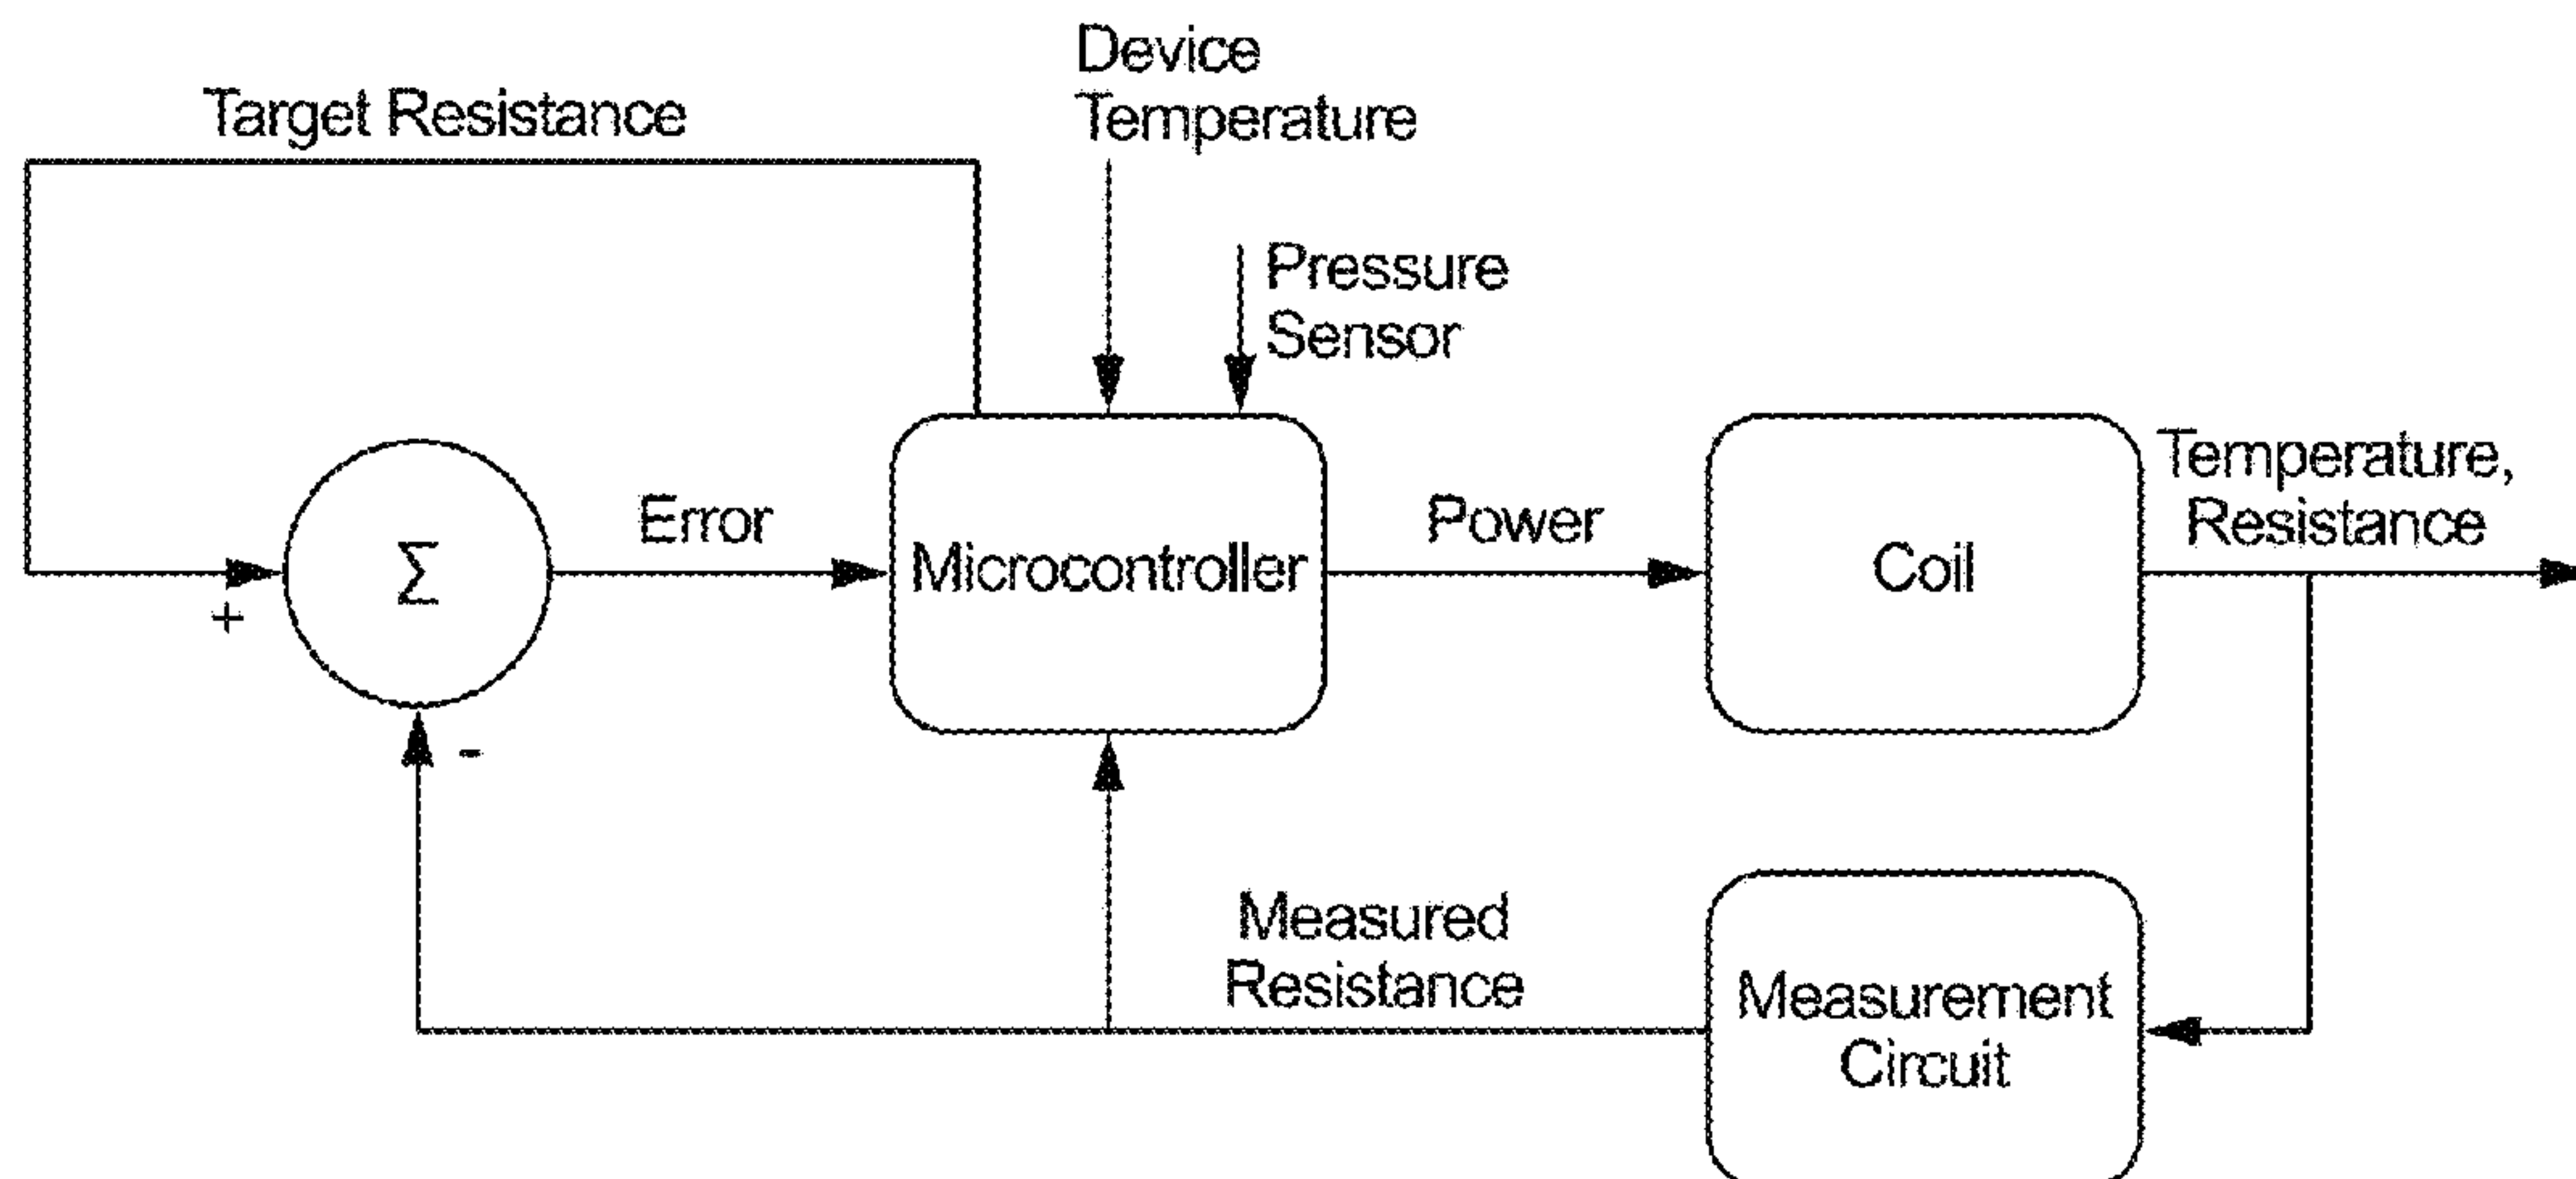 Device
Temperature
Target Resistance
Pressure
Sensor
Temperature,
Resistance
Error
Power
Σ
Microcontroller
Coil
+
-
Measured
Resistance
Measurement
Circuit